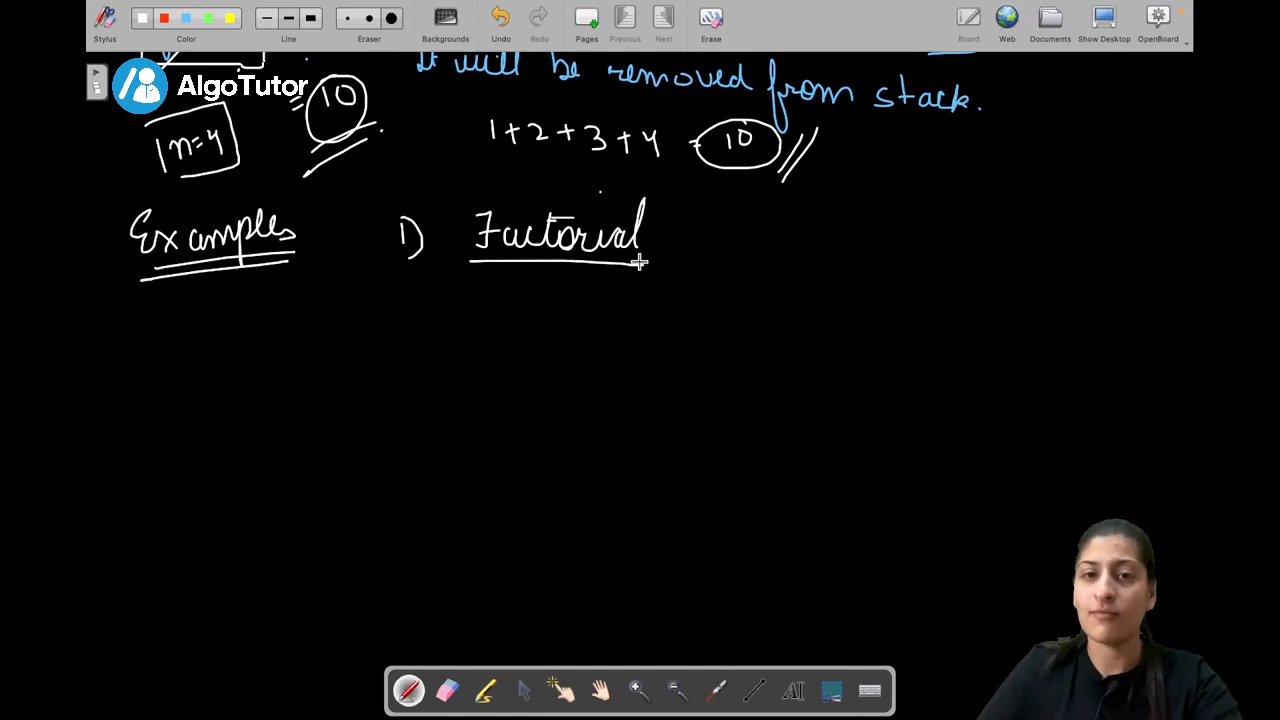 Stylus Color Line Eraser Backgrounds Undo Redo Pages Previous Next Erase Board Web Documents Show Desktop OpenBoard
It will be removed from stack.
AlgoTutor
n=4 = 10
1+2+3+4 = 10
Examples 1) Factorial